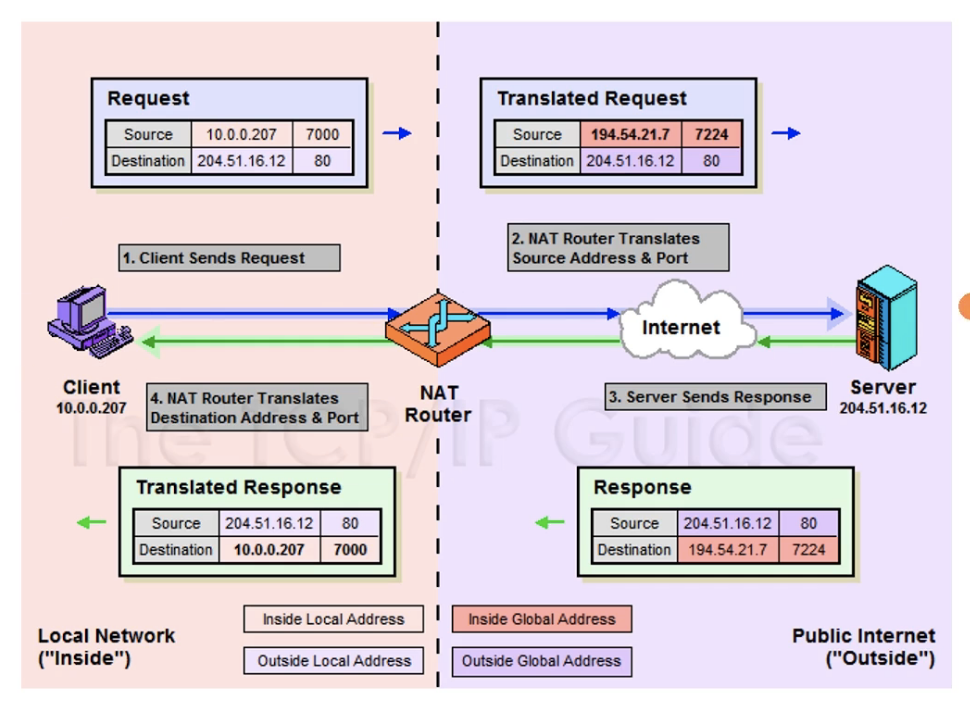 Request
Source 10.0.0.207 7000
Destination 204.51.16.12 80
Translated Request
Source 194.54.21.7 7224
Destination 204.51.16.12 80
1. Client Sends Request
2. NAT Router Translates
Source Address & Port
Internet
Client
10.0.0.207
NAT
Router
Server
204.51.16.12
4. NAT Router Translates
Destination Address & Port
3. Server Sends Response
The TCP/IP Guide
Translated Response
Source 204.51.16.12 80
Destination 10.0.0.207 7000
Response
Source 204.51.16.12 80
Destination 194.54.21.7 7224
Inside Local Address
Outside Local Address
Inside Global Address
Outside Global Address
Local Network
("Inside")
Public Internet
("Outside")